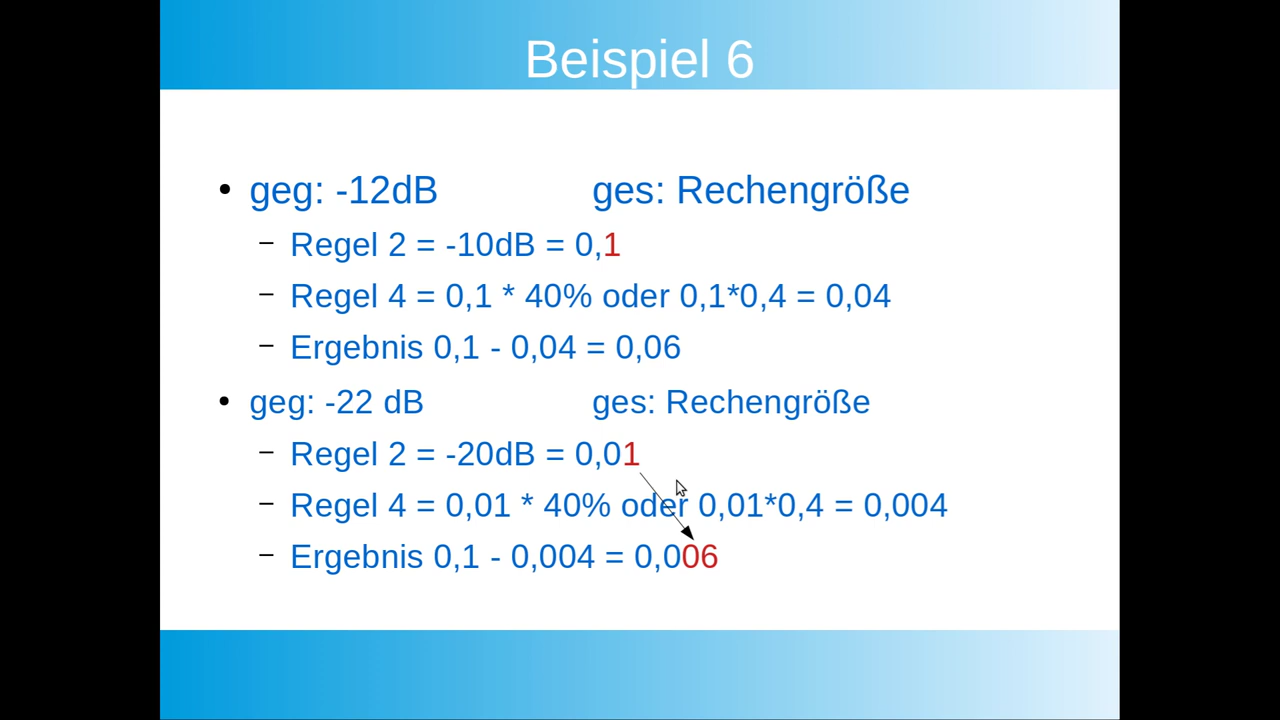 Beispiel 6
• geg: -12dB ges: Rechengröße
– Regel 2 = -10dB = 0,1
– Regel 4 = 0,1 * 40% oder 0,1*0,4 = 0,04
– Ergebnis 0,1 - 0,04 = 0,06
• geg: -22 dB ges: Rechengröße
– Regel 2 = -20dB = 0,01
– Regel 4 = 0,01 * 40% oder 0,01*0,4 = 0,004
– Ergebnis 0,1 - 0,004 = 0,006